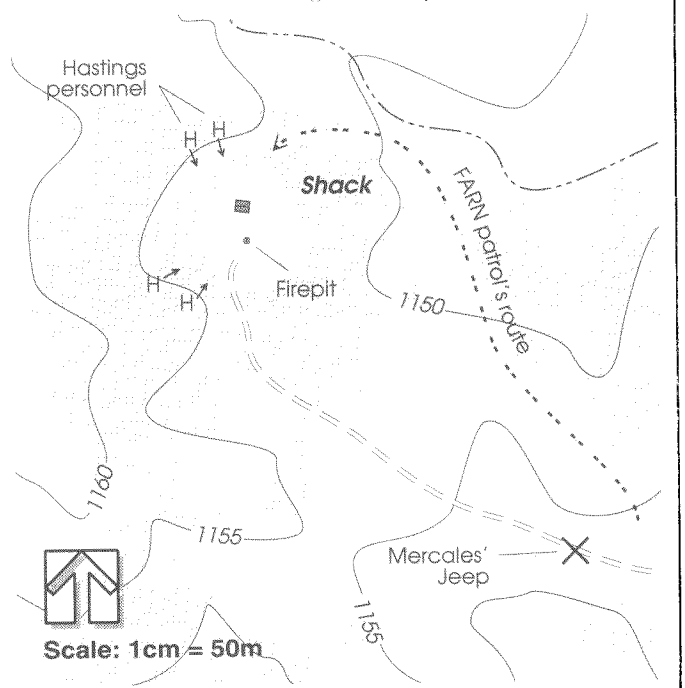 Hastings
personnel
H
H
Shack
FARN patrol's route
Firepit
H
H
1150
1160
1155
Mercales'
Jeep
1155
Scale: 1cm = 50m